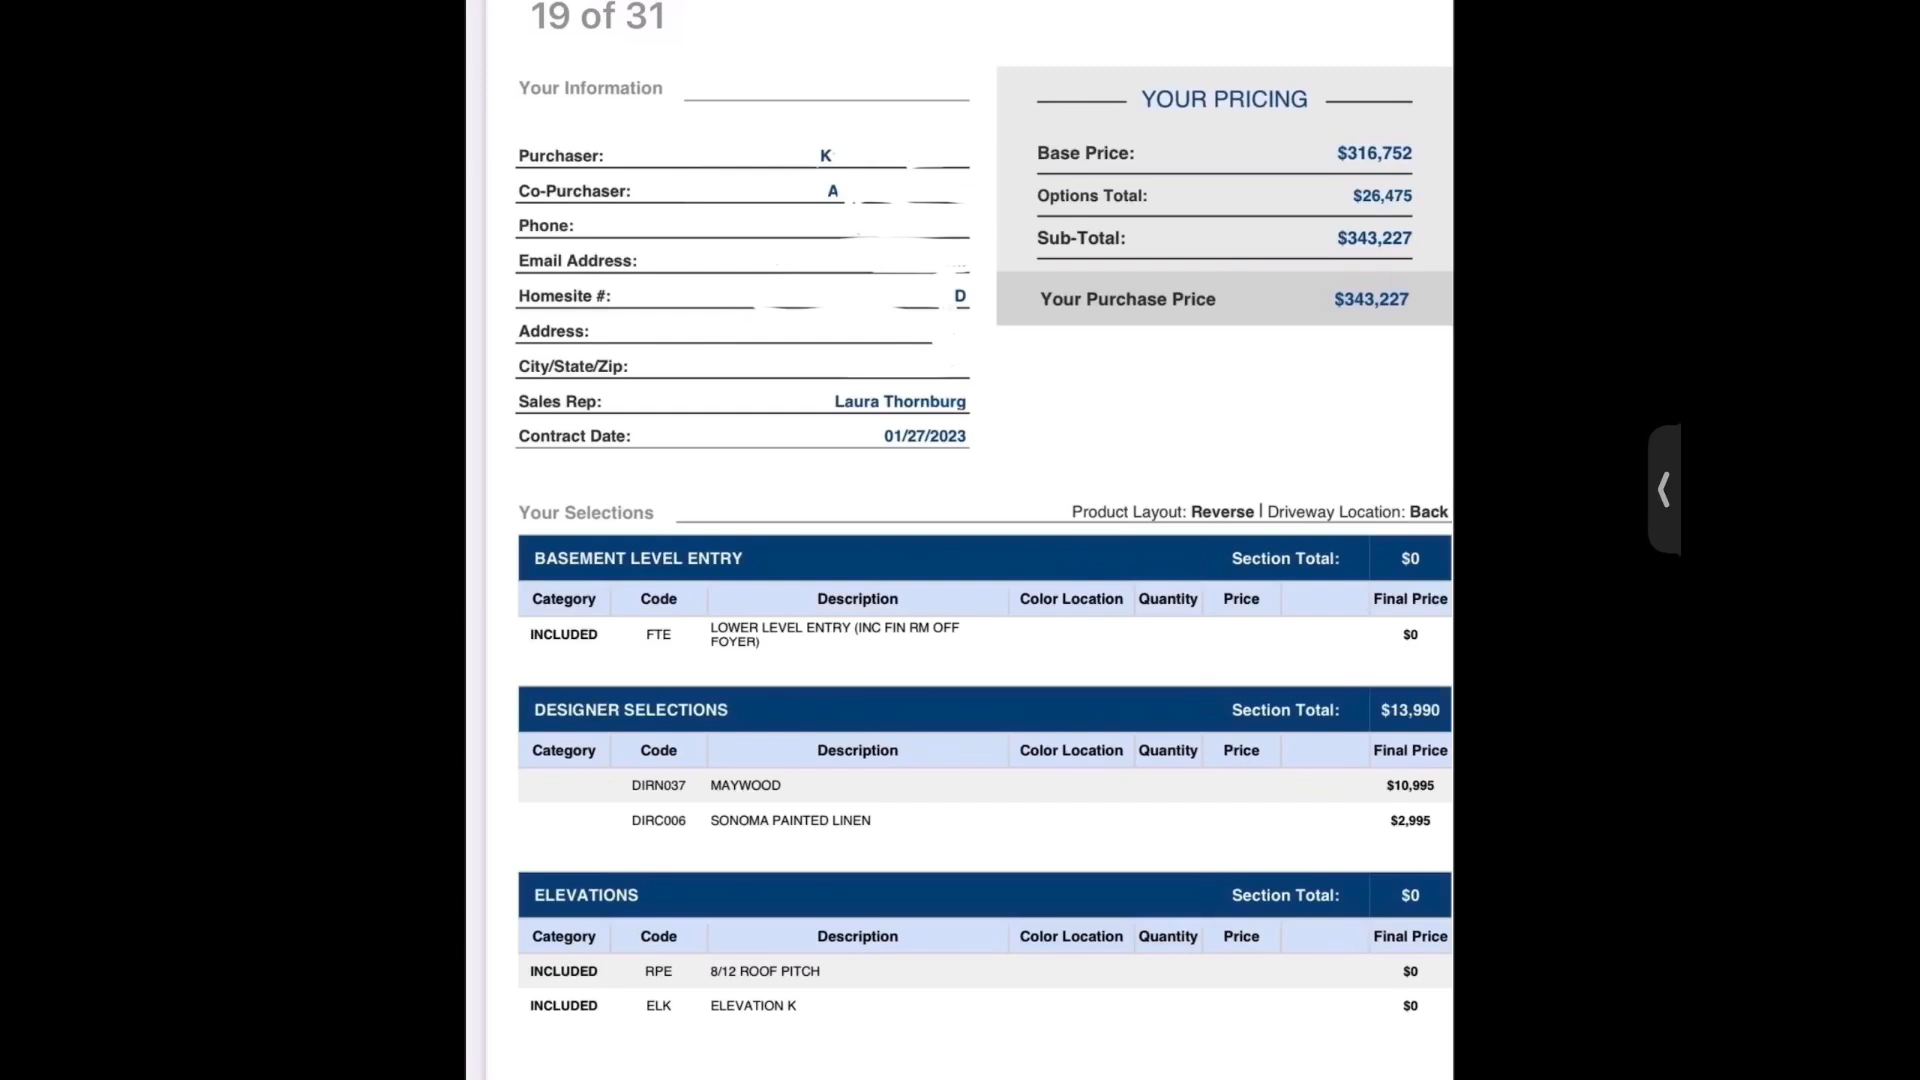 19 of 31
Your Information
YOUR PRICING
Purchaser: K
Co-Purchaser: A
Phone:
Email Address:
Homesite #: D
Address:
City/State/Zip:
Sales Rep: Laura Thornburg
Contract Date: 01/27/2023
Base Price: $316,752
Options Total: $26,475
Sub-Total: $343,227
Your Purchase Price $343,227
Your Selections
Product Layout: Reverse | Driveway Location: Back
BASEMENT LEVEL ENTRY Section Total: $0
Category Code Description Color Location Quantity Price Final Price
INCLUDED FTE LOWER LEVEL ENTRY (INC FIN RM OFF $0
FOYER)
DESIGNER SELECTIONS Section Total: $13,990
Category Code Description Color Location Quantity Price Final Price
DIRN037 MAYWOOD $10,995
DIRC006 SONOMA PAINTED LINEN $2,995
ELEVATIONS Section Total: $0
Category Code Description Color Location Quantity Price Final Price
INCLUDED RPE 8/12 ROOF PITCH $0
INCLUDED ELK ELEVATION K $0